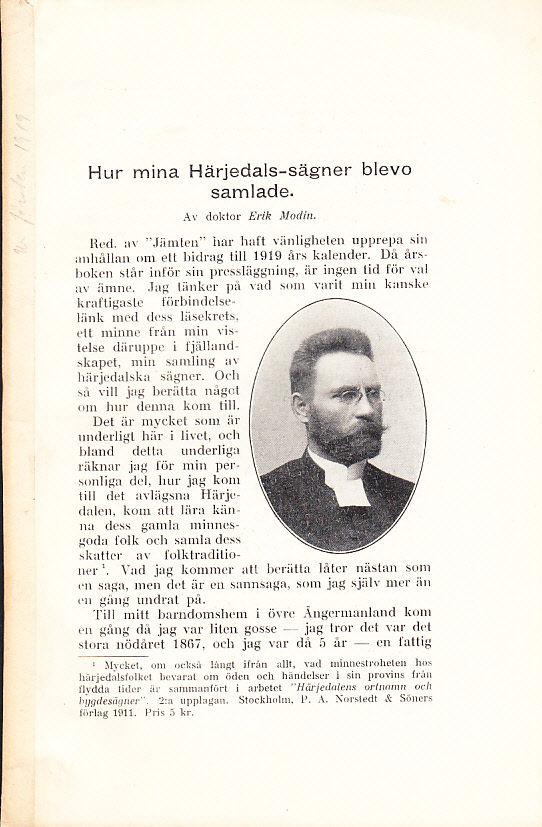 Hur mina Härjedals-sägner blevo
samlade.
Av doktor Erik Modin.
Red. av "Jämten" har haft vänligheten upprepa sin
anhållan om ett bidrag till 1919 års kalender. Då års-
boken står inför sin pressläggning, är ingen tid för val
av ämne. Jag tänker på vad som varit min kanske
kraftigaste förbindelse-
länk med dess läsekrets,
ett minne från min vis-
telse däruppe i fjälland-
skapet, min samling av
härjedalska sägner. Och
så vill jag berätta något
om hur denna kom till.
Det är mycket som är
underligt här i livet, och
bland detta underliga
räknar jag för min per-
sonliga del, hur jag kom
till det avlägsna Härje-
dalen, kom att lära kän-
na dess gamla minnes-
goda folk och samla dess
skatter av folktraditio-
ner ¹. Vad jag kommer att berätta låter nästan som
en saga, men det är en sannsaga, som jag själv mer än
en gång undrat på.
Till mitt barndomshem i övre Ångermanland kom
en gång då jag var liten gosse — jag tror det var det
stora nödåret 1867, och jag var då 5 år — en fattig
¹ Mycket, om också långt ifrån allt, vad minnestroheten hos
härjedalsfolket bevarat om öden och händelser i sin provins från
flydda tider är sammanfört i arbetet "Härjedalens ortnamn och
bygdesägner". 2:a upplagan. Stockholm, P. A. Norstedt & Söners
förlag 1911. Pris 5 kr.
1919